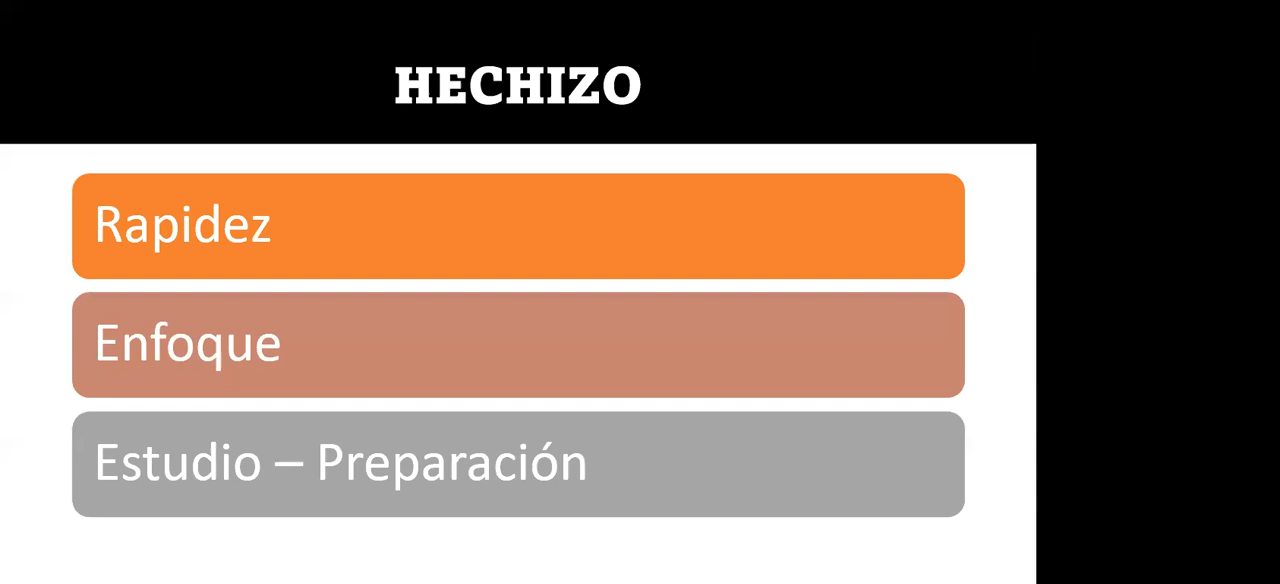 HECHIZO
Rapidez
Enfoque
Estudio – Preparación